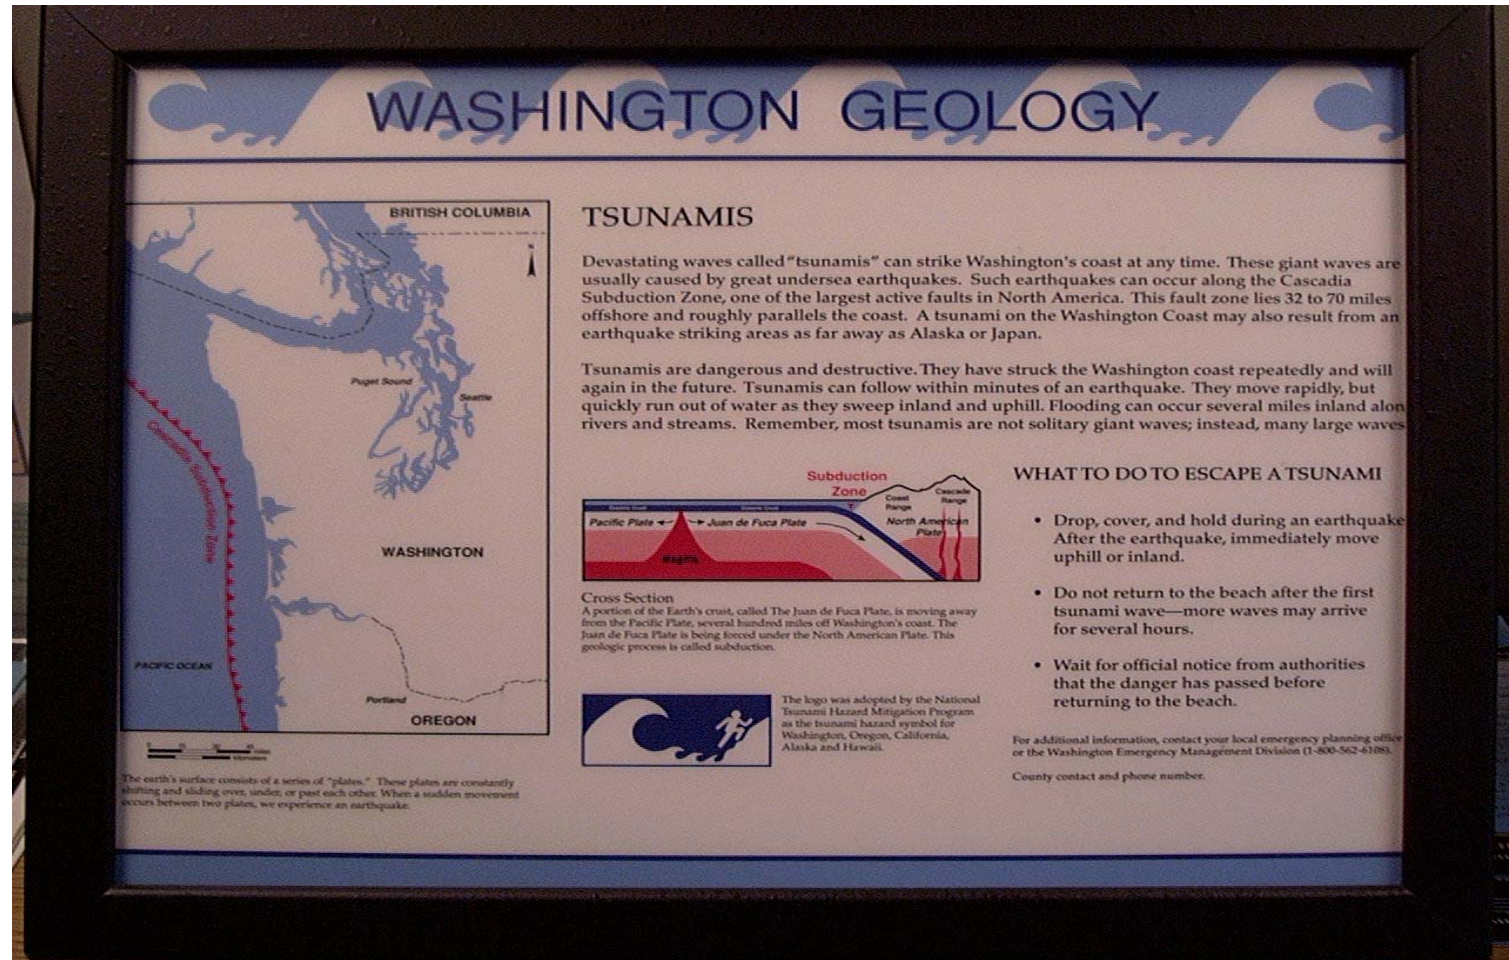 WASHINGTON GEOLOGY
BRITISH COLUMBIA
N
Puget Sound
Seattle
Cascadia Subduction Zone
WASHINGTON
PACIFIC OCEAN
Portland
OREGON
The earth's surface consists of a series of "plates." These plates are constantly
shifting and sliding over, under, or past each other. When a sudden movement
occurs between two plates, we experience an earthquake.
TSUNAMIS
Devastating waves called "tsunamis" can strike Washington's coast at any time. These giant waves are
usually caused by great undersea earthquakes. Such earthquakes can occur along the Cascadia
Subduction Zone, one of the largest active faults in North America. This fault zone lies 32 to 70 miles
offshore and roughly parallels the coast. A tsunami on the Washington Coast may also result from an
earthquake striking areas as far away as Alaska or Japan.
Tsunamis are dangerous and destructive. They have struck the Washington coast repeatedly and will
again in the future. Tsunamis can follow within minutes of an earthquake. They move rapidly, but
quickly run out of water as they sweep inland and uphill. Flooding can occur several miles inland alon
rivers and streams. Remember, most tsunamis are not solitary giant waves; instead, many large waves
Subduction
Zone
Coast
Range
Cascade
Range
Pacific Plate
Juan de Fuca Plate
North American
Plate
Magma
Cross Section
A portion of the Earth's crust, called The Juan de Fuca Plate, is moving away
from the Pacific Plate, several hundred miles off Washington's coast. The
Juan de Fuca Plate is being forced under the North American Plate. This
geologic process is called subduction.
The logo was adopted by the National
Tsunami Hazard Mitigation Program
as the tsunami hazard symbol for
Washington, Oregon, California,
Alaska and Hawaii.
WHAT TO DO TO ESCAPE A TSUNAMI
• Drop, cover, and hold during an earthquake
After the earthquake, immediately move
uphill or inland.
• Do not return to the beach after the first
tsunami wave—more waves may arrive
for several hours.
• Wait for official notice from authorities
that the danger has passed before
returning to the beach.
For additional information, contact your local emergency planning office
or the Washington Emergency Management Division (1-800-562-6108).
County contact and phone number.